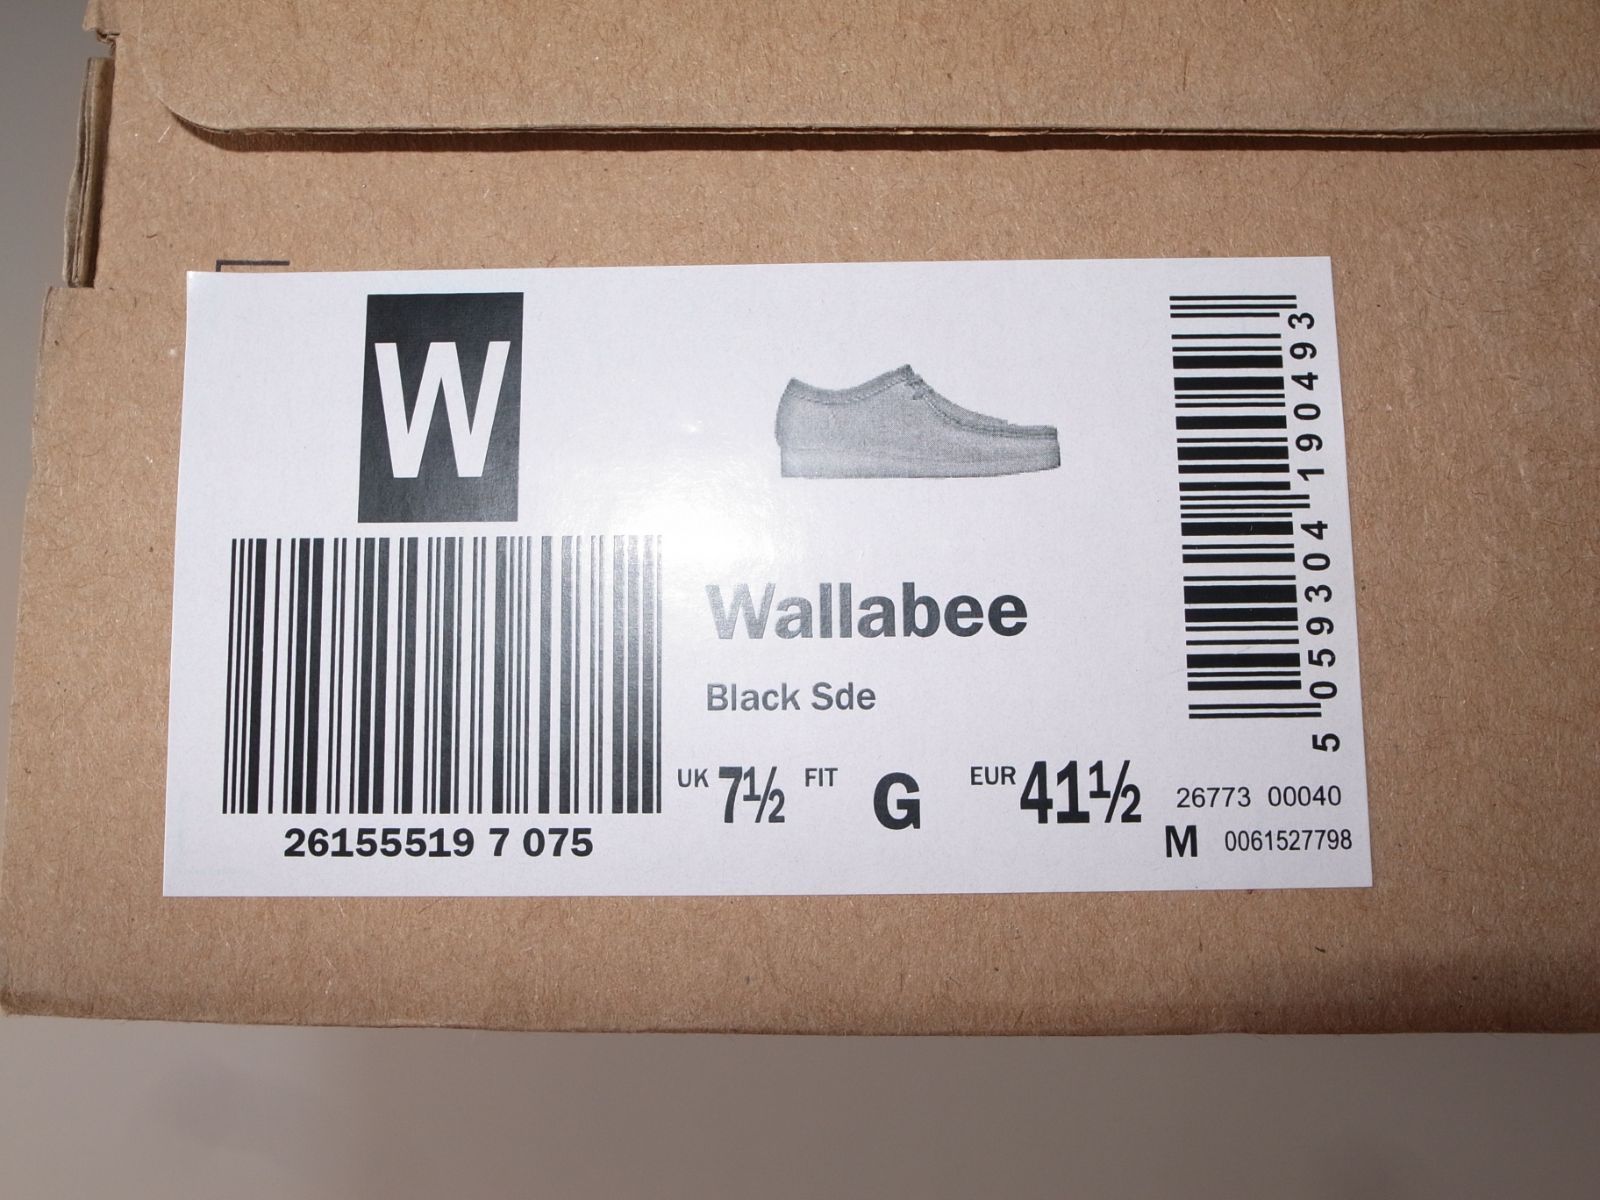 W
26155519 7 075
Wallabee
Black Sde
UK 7½ FIT G EUR 41½
5 059304 190493
26773 00040
M 0061527798